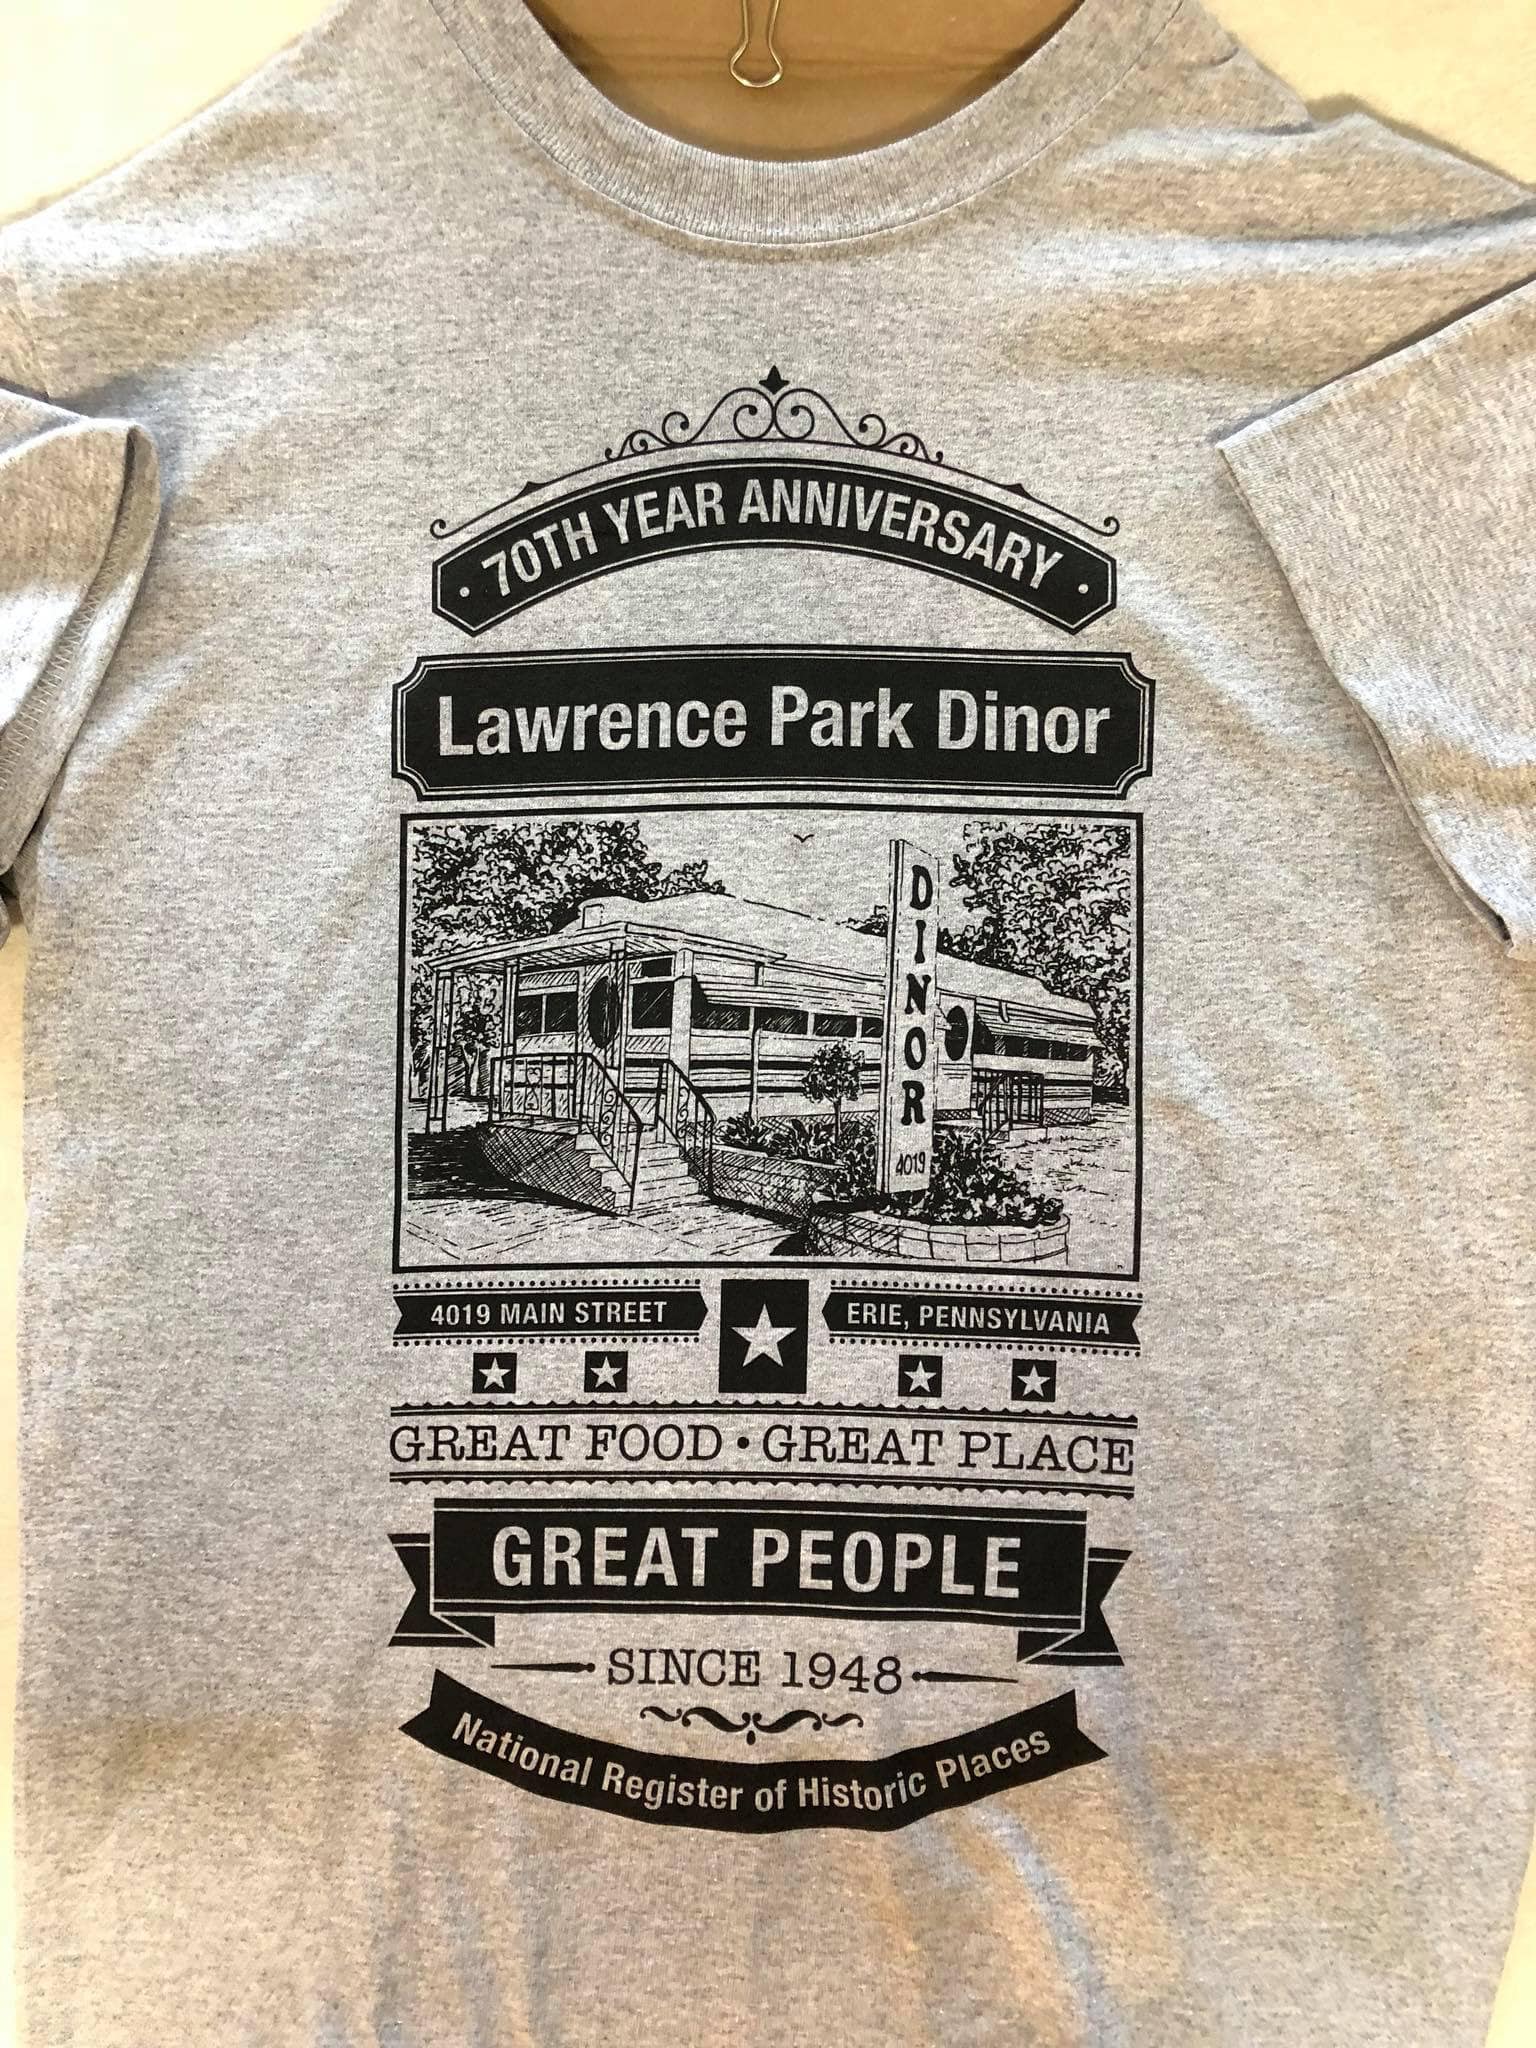 70TH YEAR ANNIVERSARY
Lawrence Park Dinor
DINOR
4019
4019 MAIN STREET
ERIE, PENNSYLVANIA
GREAT FOOD • GREAT PLACE
GREAT PEOPLE
SINCE 1948
National Register of Historic Places